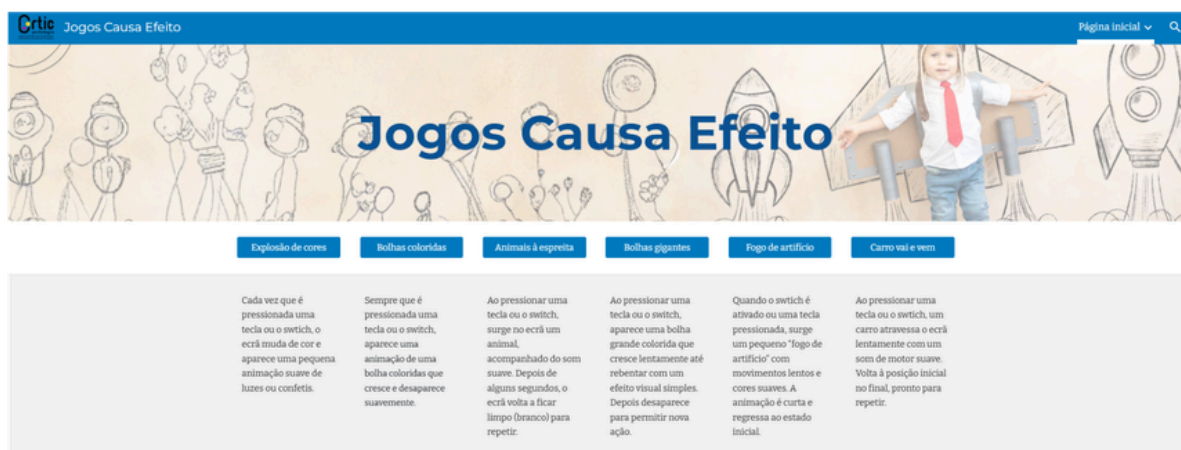 Crtic
Jogos Causa Efeito
Página inicial
Jogos Causa Efeito
Explosão de cores
Bolhas coloridas
Animais à espreita
Bolhas gigantes
Fogo de artifício
Carro vai e vem
Cada vez que é
pressionada uma
tecla ou o swtich, o
ecrã muda de cor e
aparece uma pequena
animação suave de
luzes ou confetis.
Sempre que é
pressionada uma
tecla ou o switch,
aparece uma
animação de uma
bolha coloridas que
cresce e desaparece
suavemente.
Ao pressionar uma
tecla ou o switch,
surge no ecrã um
animal,
acompanhado do som
suave. Depois de
alguns segundos, o
ecrã volta a ficar
limpo (branco) para
repetir.
Ao pressionar uma
tecla ou o switch,
aparece uma bolha
grande colorida que
cresce lentamente até
rebentar com um
efeito visual simples.
Depois desaparece
para permitir nova
ação.
Quando o swtich é
ativado ou uma tecla
pressionada, surge
um pequeno "fogo de
artifício" com
movimentos lentos e
cores suaves. A
animação é curta e
regressa ao estado
inicial.
Ao pressionar uma
tecla ou o swtich, um
carro atravessa o ecrã
lentamente com um
som de motor suave.
Volta à posição inicial
no final, pronto para
repetir.